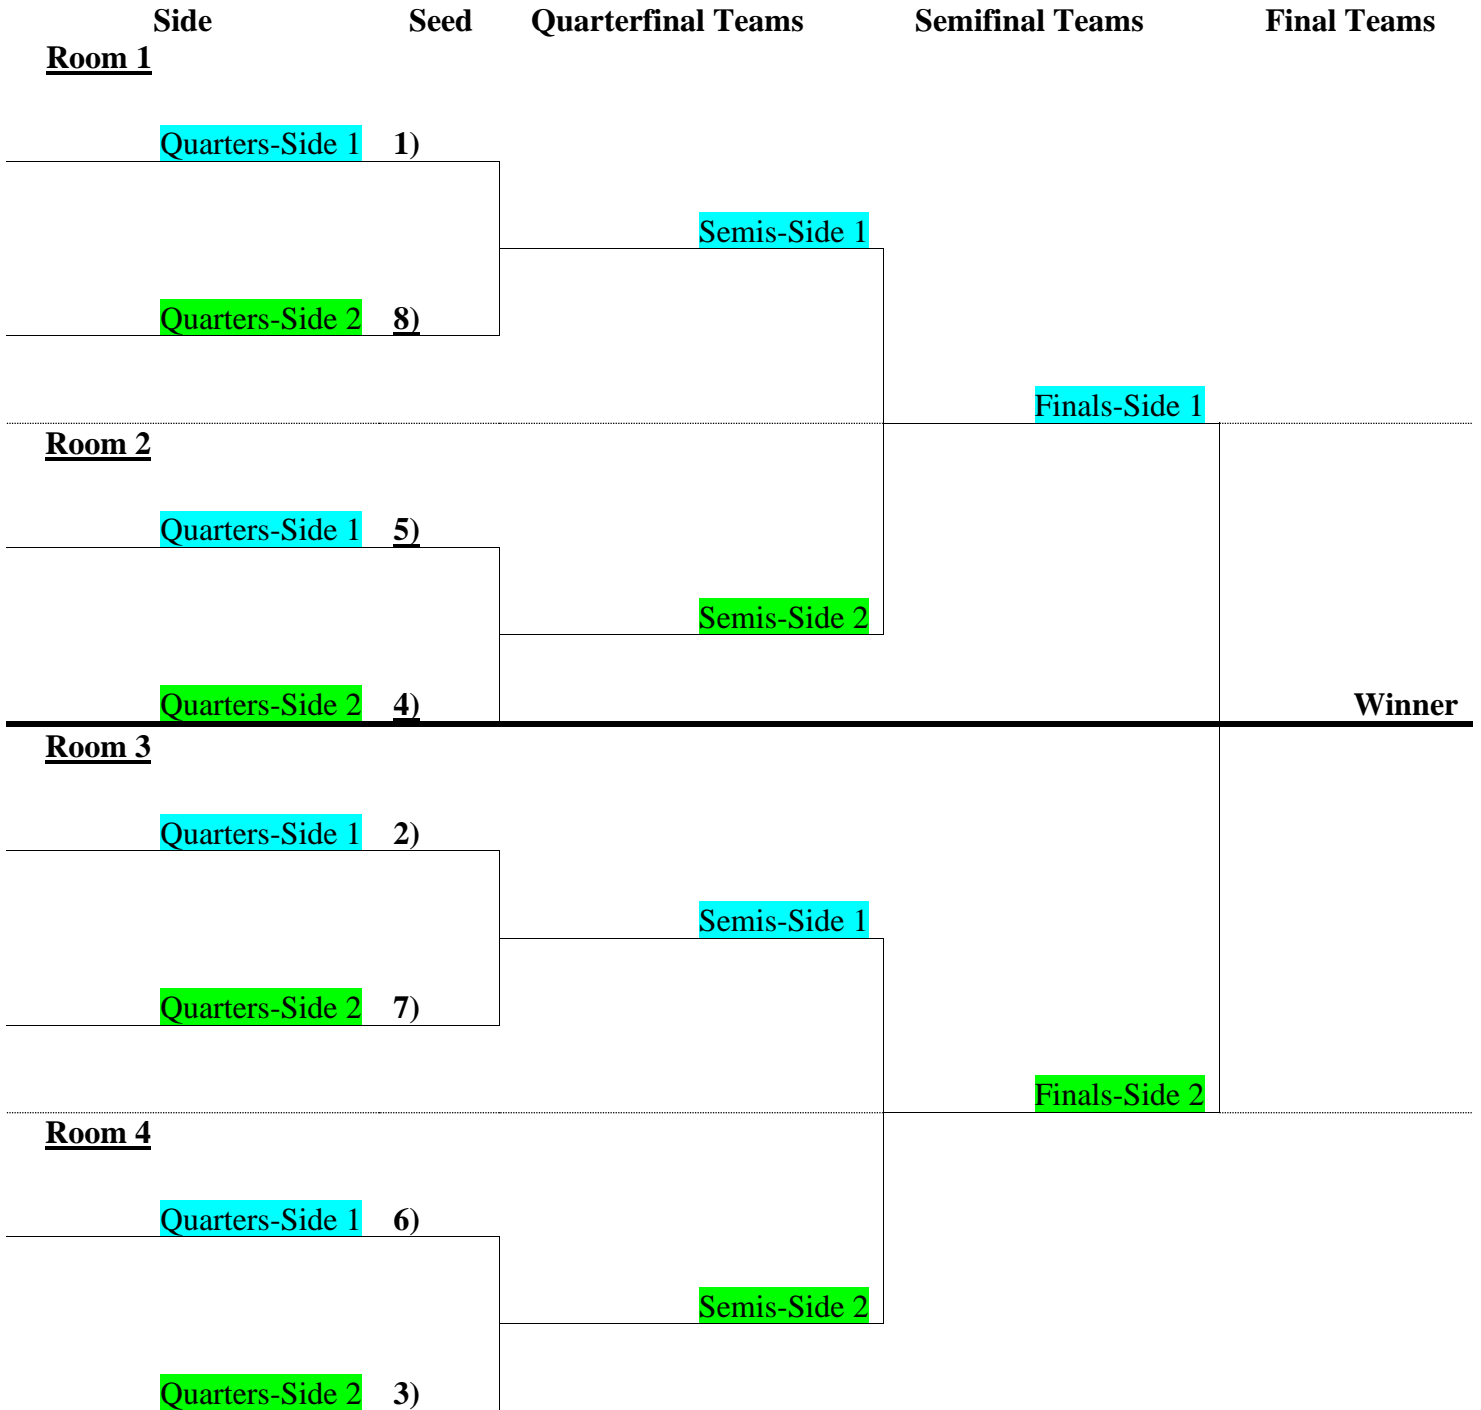 Side Seed Quarterfinal Teams Semifinal Teams Final Teams
Room 1
Quarters-Side 1 1)
Semis-Side 1
Quarters-Side 2 8)
Finals-Side 1
Room 2
Quarters-Side 1 5)
Semis-Side 2
Quarters-Side 2 4) Winner
Room 3
Quarters-Side 1 2)
Semis-Side 1
Quarters-Side 2 7)
Finals-Side 2
Room 4
Quarters-Side 1 6)
Semis-Side 2
Quarters-Side 2 3)